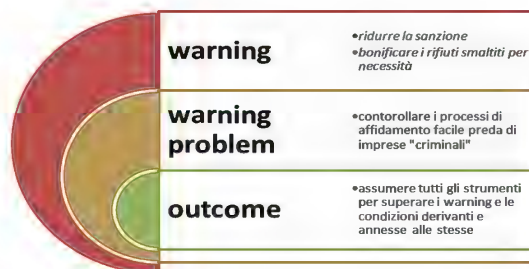 warning
•ridurre la sanzione
•bonificare i rifiuti smaltiti per
necessità
warning
problem
•contorollare i processi di
affidamento facile preda di
imprese "criminali"
outcome
•assumere tutti gli strumenti
per superare i warning e le
condizioni derivanti e
annesse alle stesse